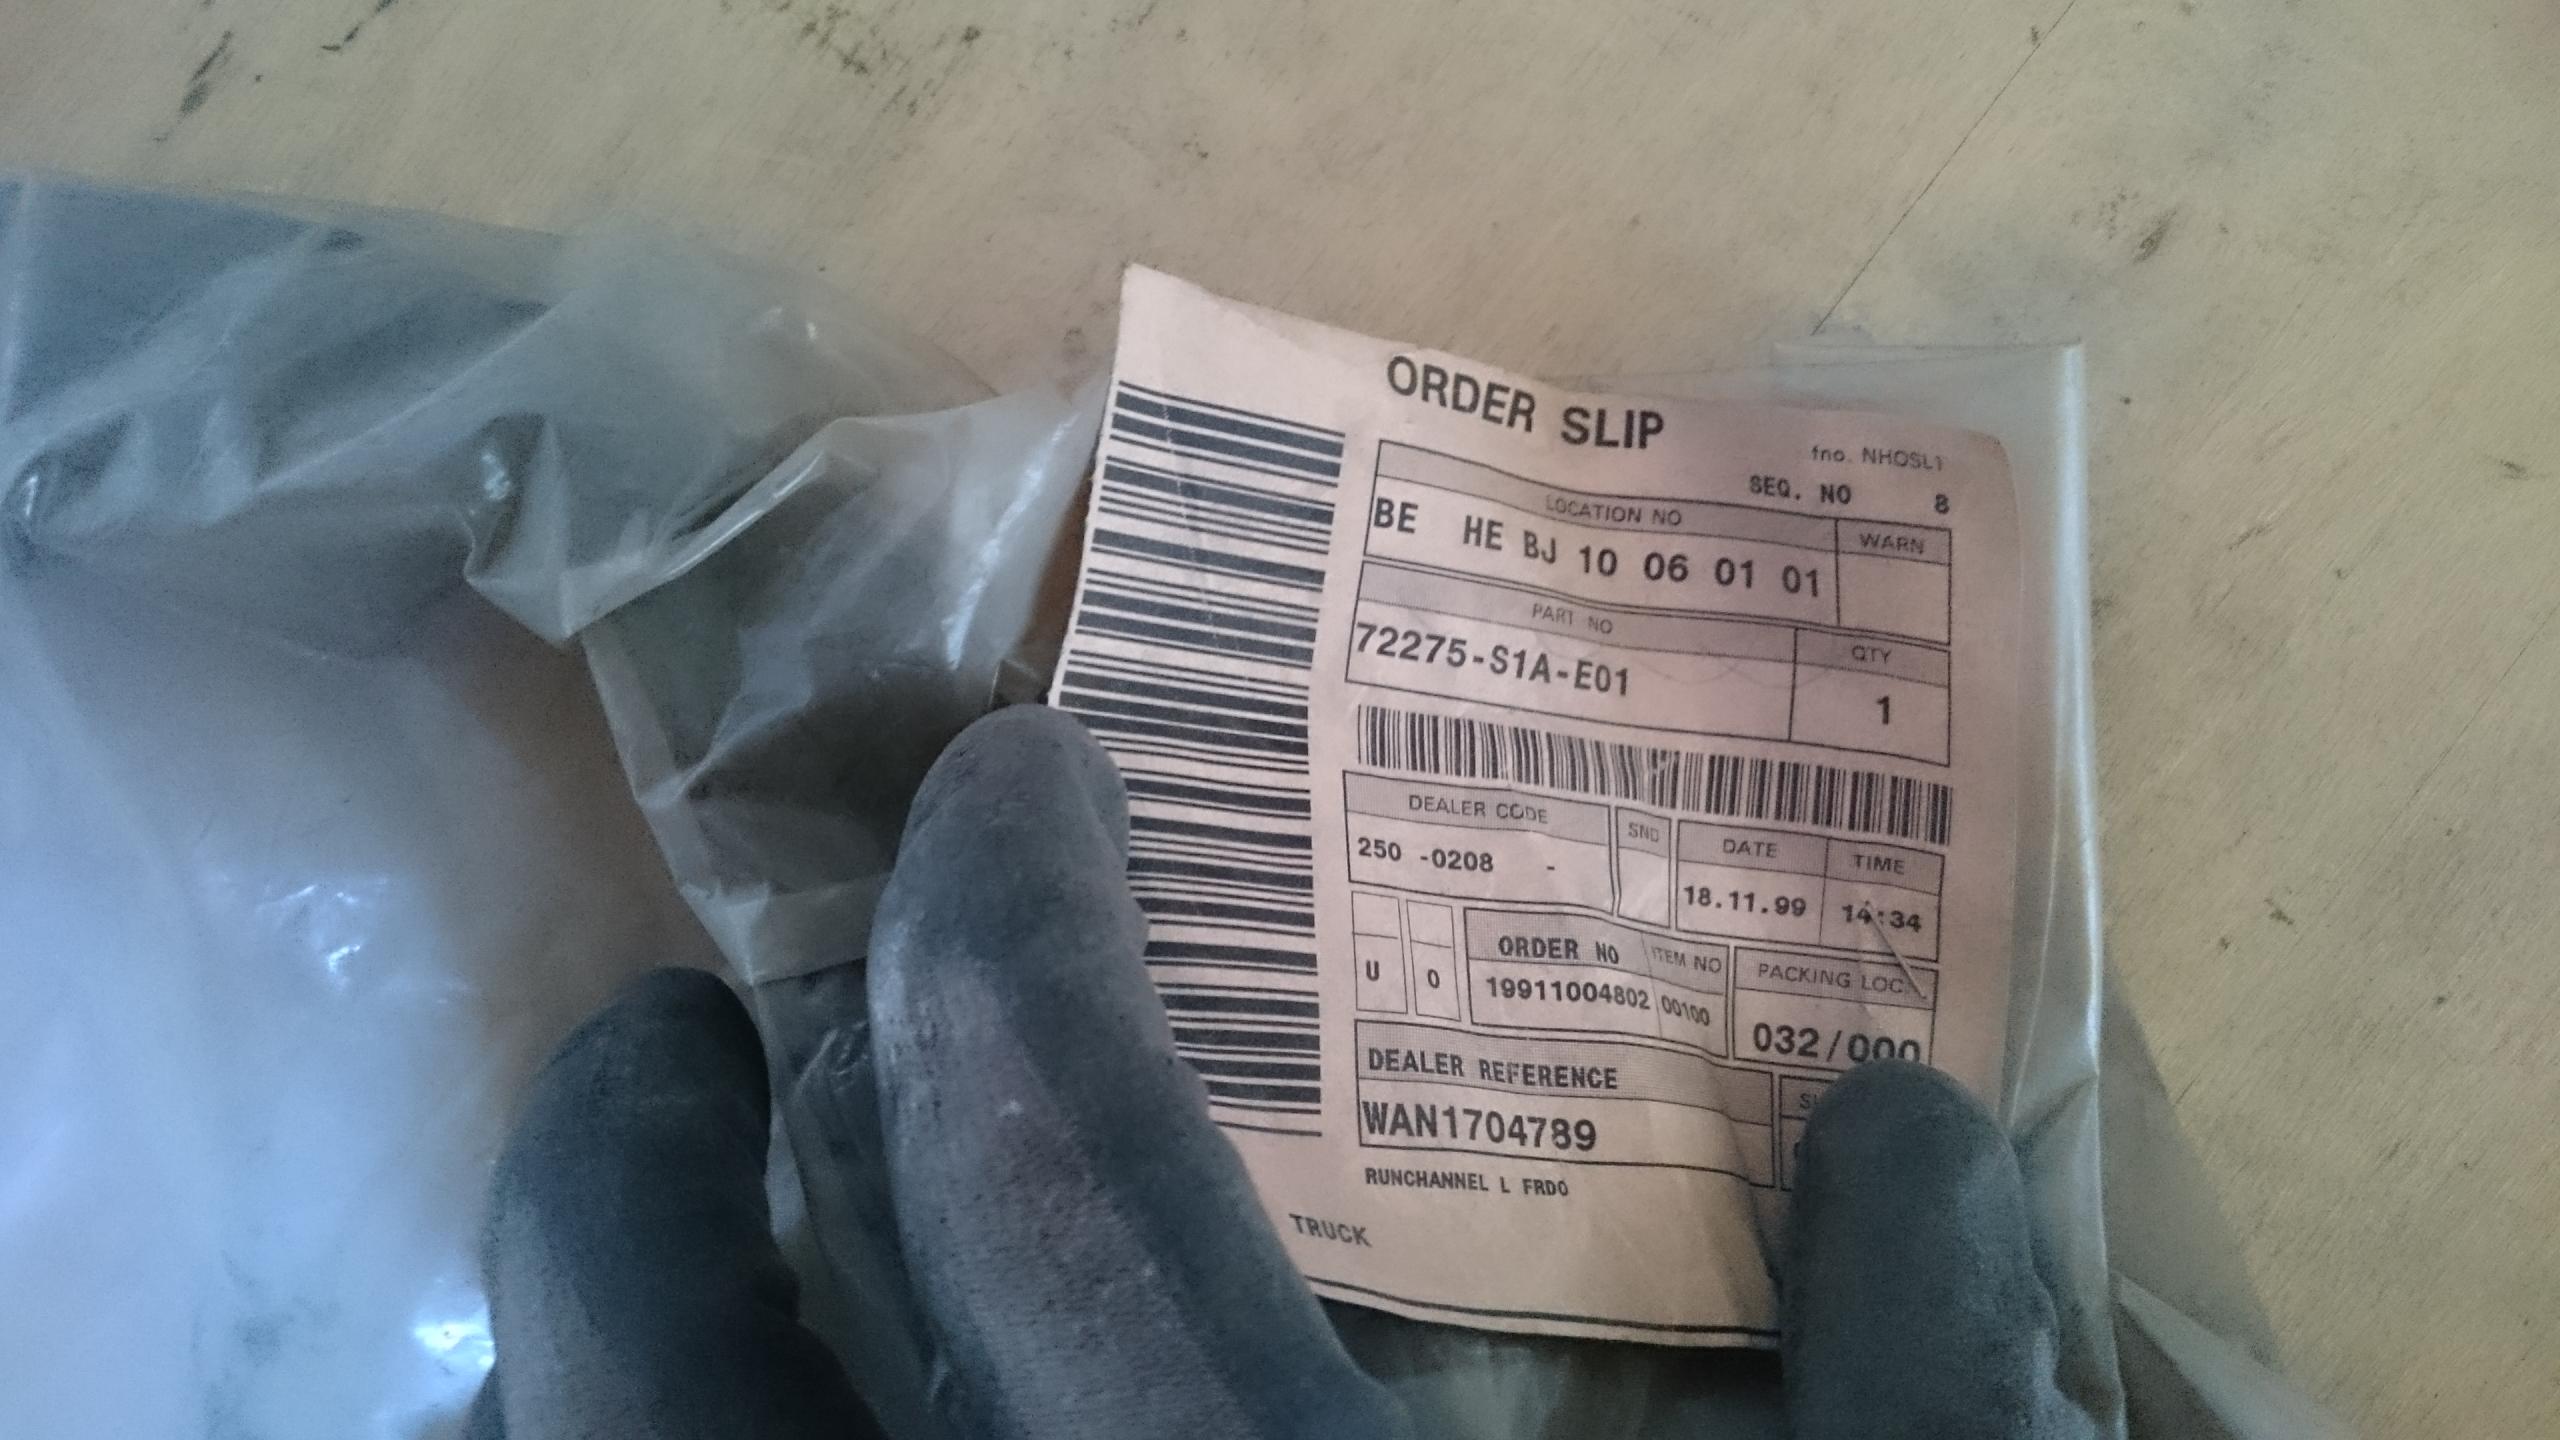 ORDER SLIP
fno. NHOSL1
SEQ. NO 8
LOCATION NO WARN
BE HE BJ 10 06 01 01
PART NO QTY
72275-S1A-E01 1
DEALER CODE SND DATE TIME
250 -0208 - 18.11.99 14:34
ORDER NO ITEM NO PACKING LOC.
U 0 19911004802 00100 032/000
DEALER REFERENCE
WAN1704789
RUNCHANNEL L FRDO
TRUCK